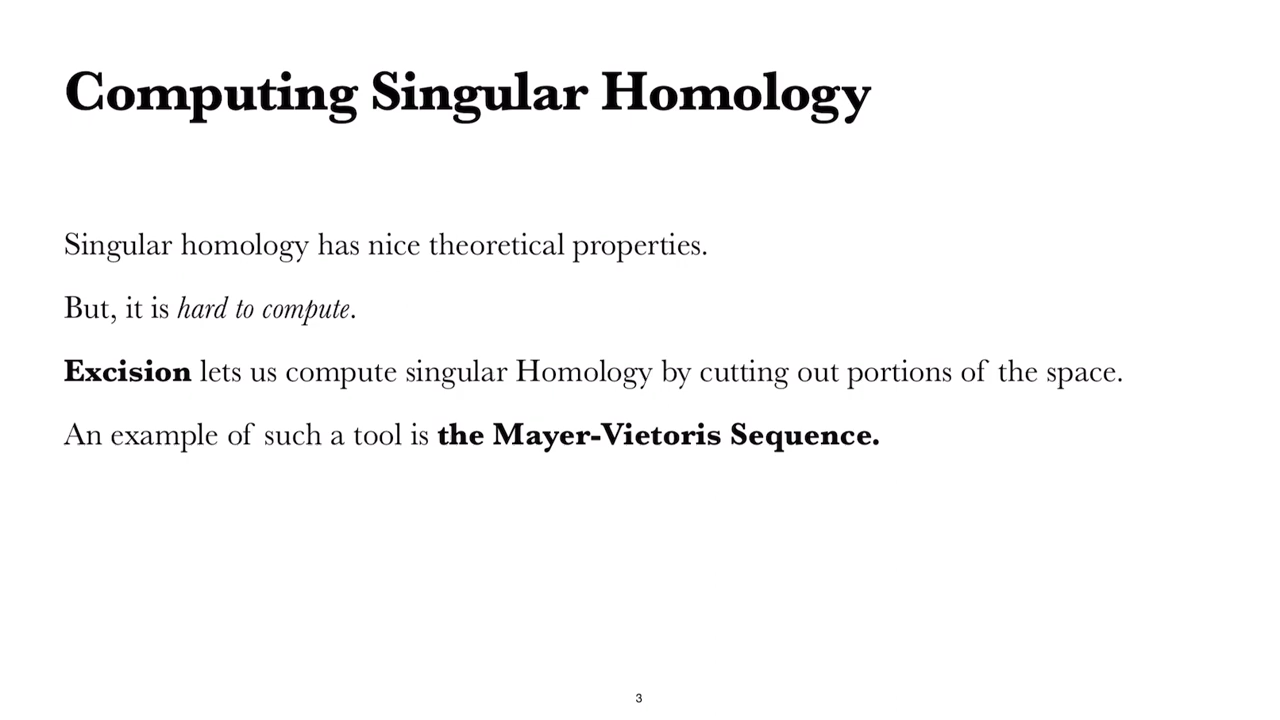 Computing Singular Homology
Singular homology has nice theoretical properties.
But, it is hard to compute.
Excision lets us compute singular Homology by cutting out portions of the space.
An example of such a tool is the Mayer-Vietoris Sequence.
3